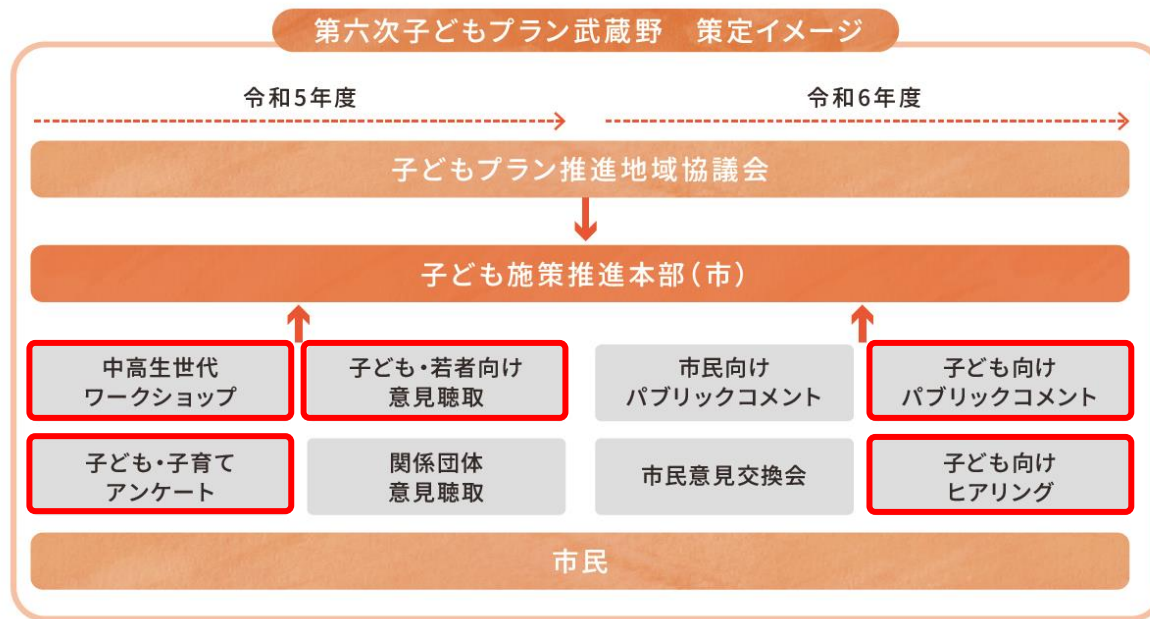 第六次子どもプラン武蔵野　策定イメージ
令和5年度
令和6年度
子どもプラン推進地域協議会
子ども施策推進本部（市）
中高生世代
ワークショップ
子ども・若者向け
意見聴取
市民向け
パブリックコメント
子ども向け
パブリックコメント
子ども・子育て
アンケート
関係団体
意見聴取
市民意見交換会
子ども向け
ヒアリング
市民